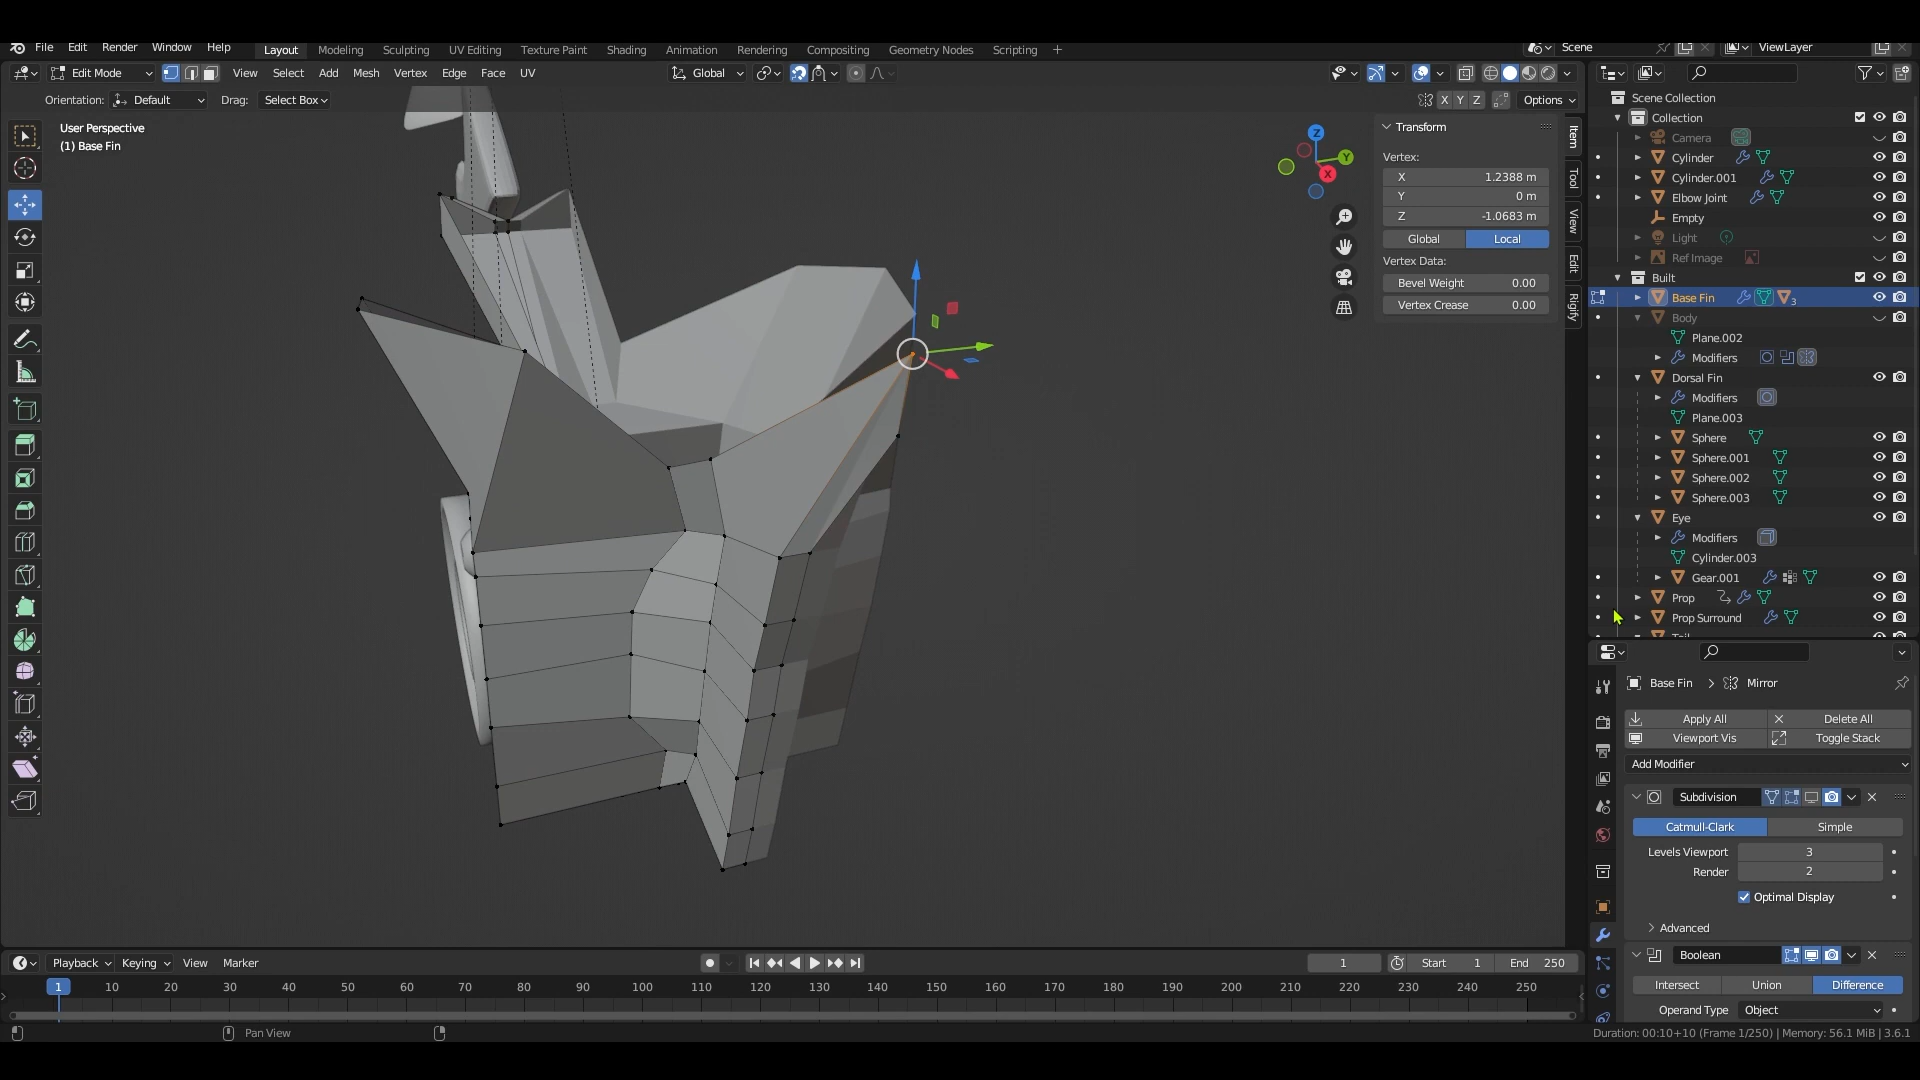 File Edit Render Window Help Layout Modeling Sculpting UV Editing Texture Paint Shading Animation Rendering Compositing Geometry Nodes Scripting + Scene ViewLayer
Edit Mode View Select Add Mesh Vertex Edge Face UV Global
Orientation: Default Drag: Select Box X Y Z Options
User Perspective
(1) Base Fin
Z
Y
X
Transform
Vertex:
X 1.2388 m
Y 0 m
Z -1.0683 m
Global Local
Vertex Data:
Bevel Weight 0.00
Vertex Crease 0.00
Item
Tool
View
Edit
Rigify
Scene Collection
Collection
Camera
Cylinder
Cylinder.001
Elbow Joint
Empty
Light
Ref Image
Built
Base Fin 3
Body
Plane.002
Modifiers
Dorsal Fin
Modifiers
Plane.003
Sphere
Sphere.001
Sphere.002
Sphere.003
Eye
Modifiers
Cylinder.003
Gear.001
Prop
Prop Surround
Base Fin > Mirror
Apply All Delete All
Viewport Vis Toggle Stack
Add Modifier
Subdivision
Catmull-Clark Simple
Levels Viewport 3
Render 2
Optimal Display
Advanced
Boolean
Intersect Union Difference
Operand Type Object
Playback Keying View Marker 1 Start 1 End 250
1 10 20 30 40 50 60 70 80 90 100 110 120 130 140 150 160 170 180 190 200 210 220 230 240 250
Pan View
Duration: 00:10+10 (Frame 1/250) | Memory: 56.1 MiB | 3.6.1